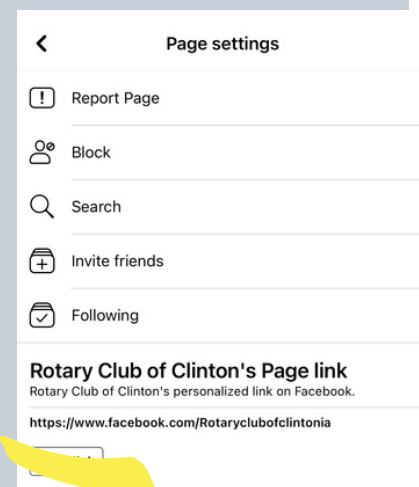 Page settings
Report Page
Block
Search
Invite friends
Following
Rotary Club of Clinton's Page link
Rotary Club of Clinton's personalized link on Facebook.
https://www.facebook.com/Rotaryclubofclintonia